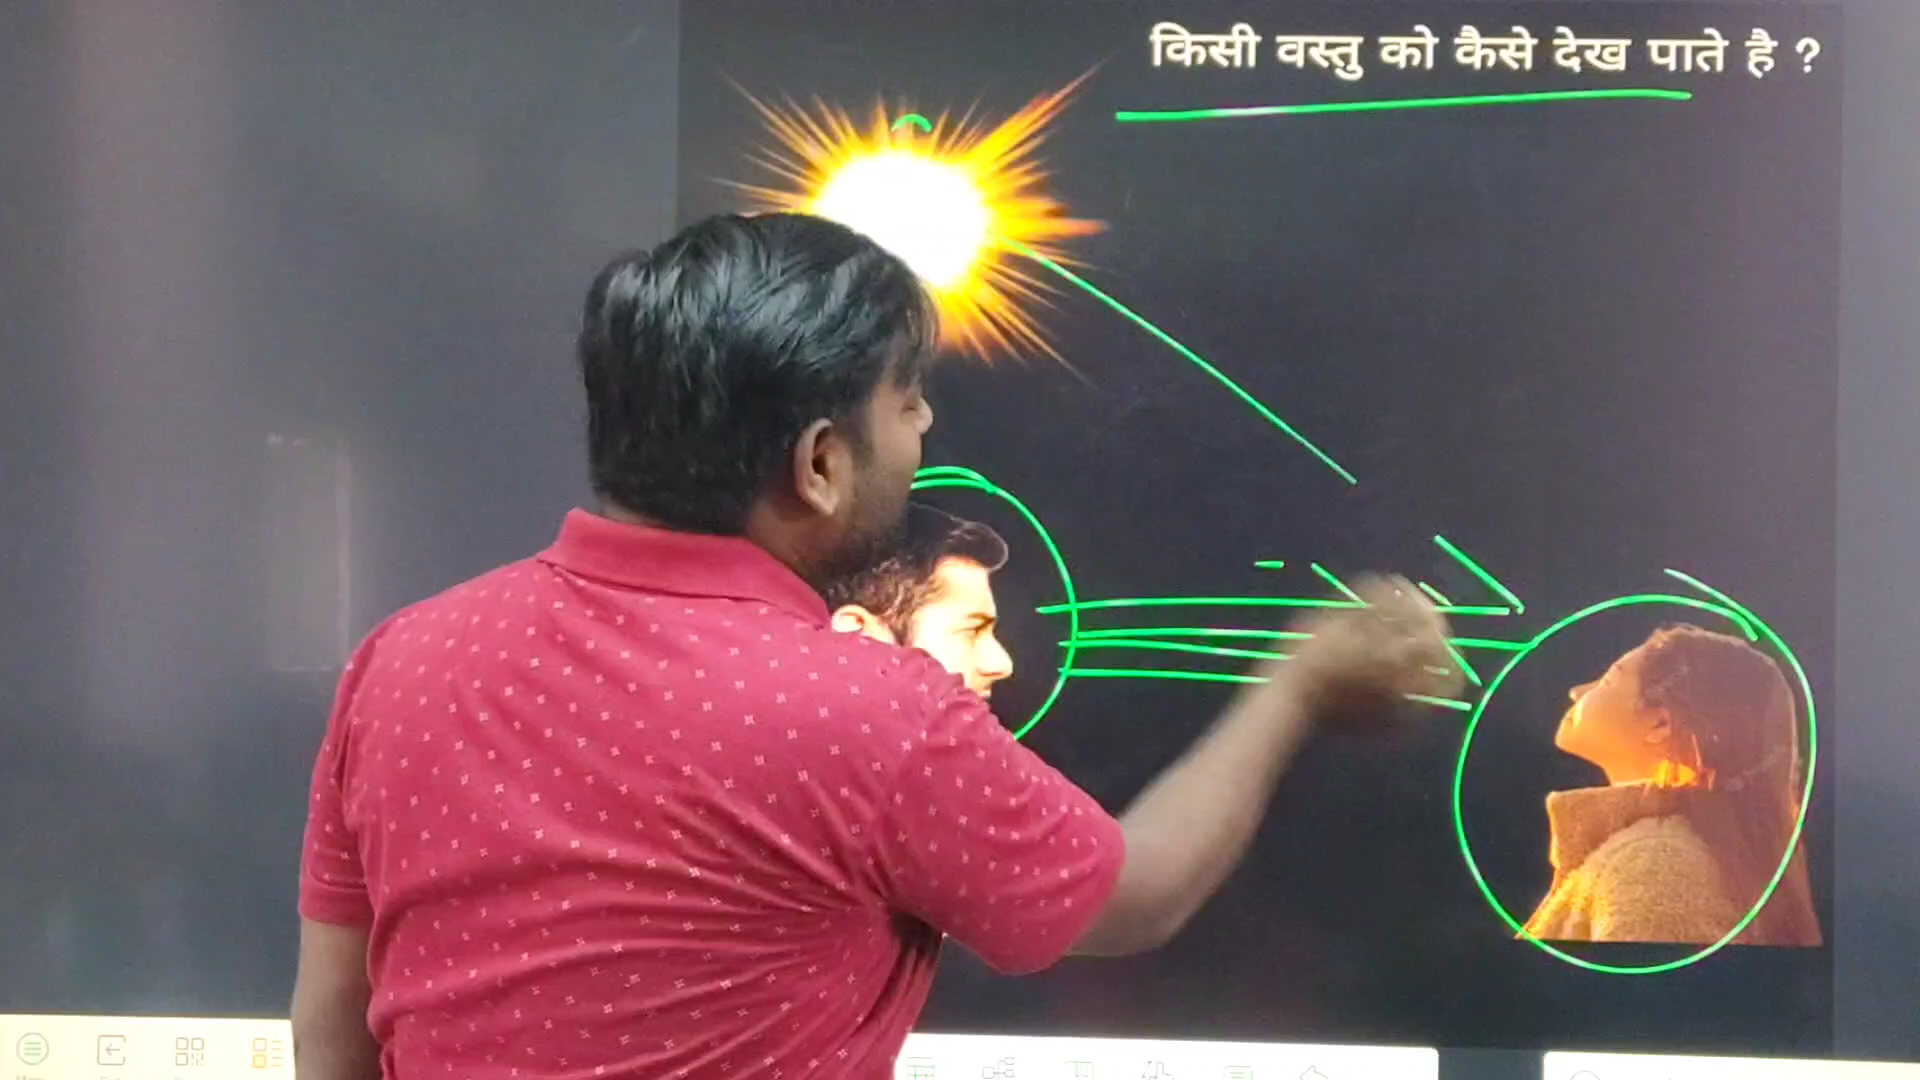 किसी वस्तु को कैसे देख पाते है ?